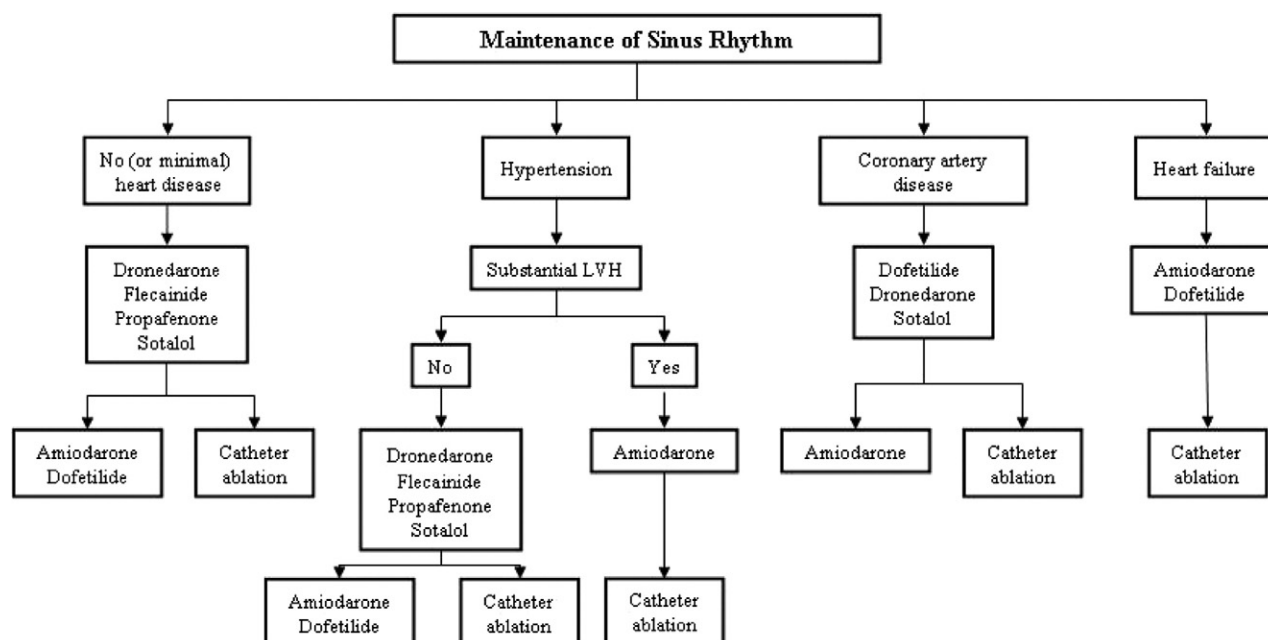 Maintenance of Sinus Rhythm
No (or minimal)
heart disease
Hypertension
Coronary artery
disease
Heart failure
Dronedarone
Flecainide
Propafenone
Sotalol
Substantial LVH
Dofetilide
Dronedarone
Sotalol
Amiodarone
Dofetilide
No
Yes
Amiodarone
Dofetilide
Catheter
ablation
Dronedarone
Flecainide
Propafenone
Sotalol
Amiodarone
Amiodarone
Catheter
ablation
Catheter
ablation
Amiodarone
Dofetilide
Catheter
ablation
Catheter
ablation